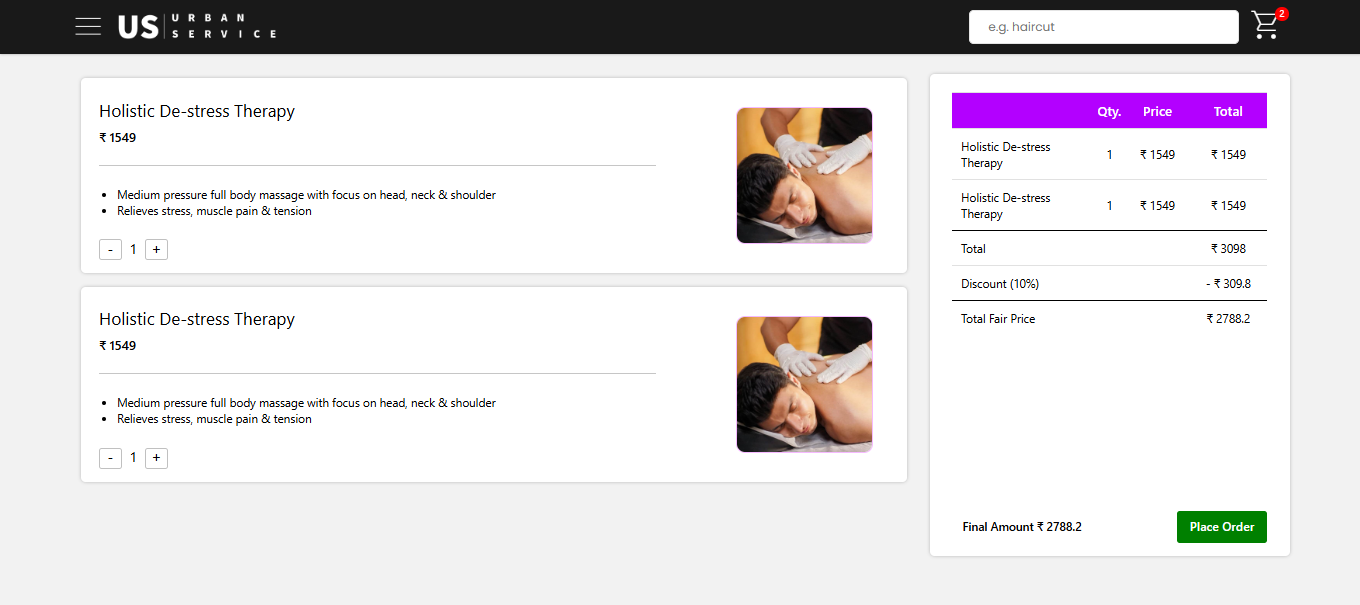 US URBAN
SERVICE
e.g. haircut
2
Holistic De-stress Therapy
₹ 1549
• Medium pressure full body massage with focus on head, neck & shoulder
• Relieves stress, muscle pain & tension
- 1 +
Holistic De-stress Therapy
₹ 1549
• Medium pressure full body massage with focus on head, neck & shoulder
• Relieves stress, muscle pain & tension
- 1 +
Qty. Price Total
Holistic De-stress
Therapy
1 ₹ 1549 ₹ 1549
Holistic De-stress
Therapy
1 ₹ 1549 ₹ 1549
Total ₹ 3098
Discount (10%) - ₹ 309.8
Total Fair Price ₹ 2788.2
Final Amount ₹ 2788.2
Place Order